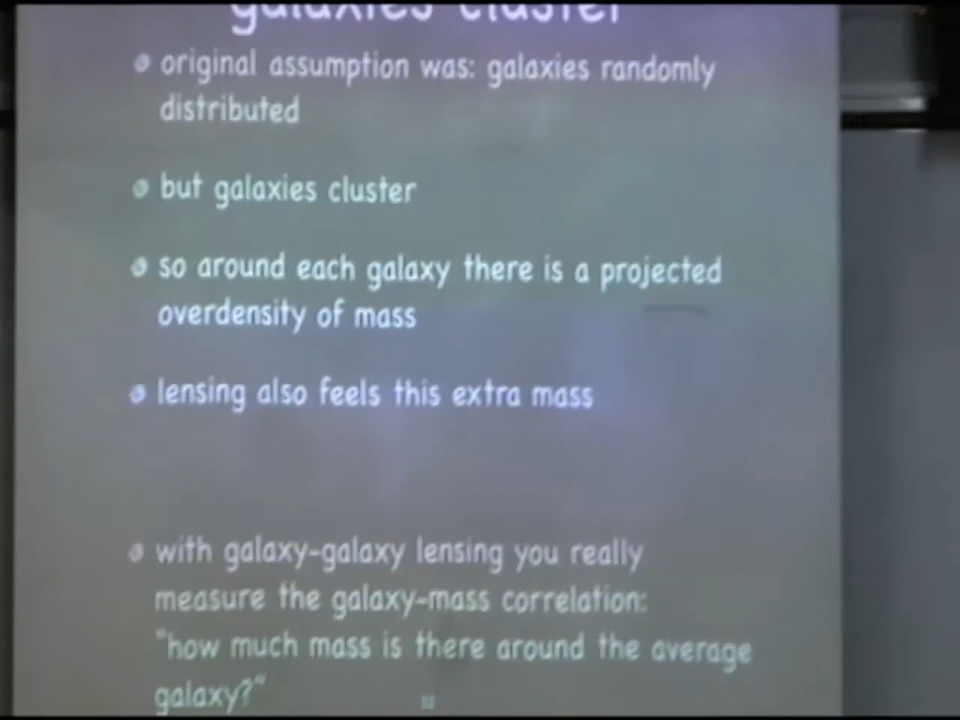 galaxies cluster
original assumption was: galaxies randomly
distributed
but galaxies cluster
so around each galaxy there is a projected
overdensity of mass
lensing also feels this extra mass
with galaxy-galaxy lensing you really
measure the galaxy-mass correlation:
"how much mass is there around the average
galaxy?"